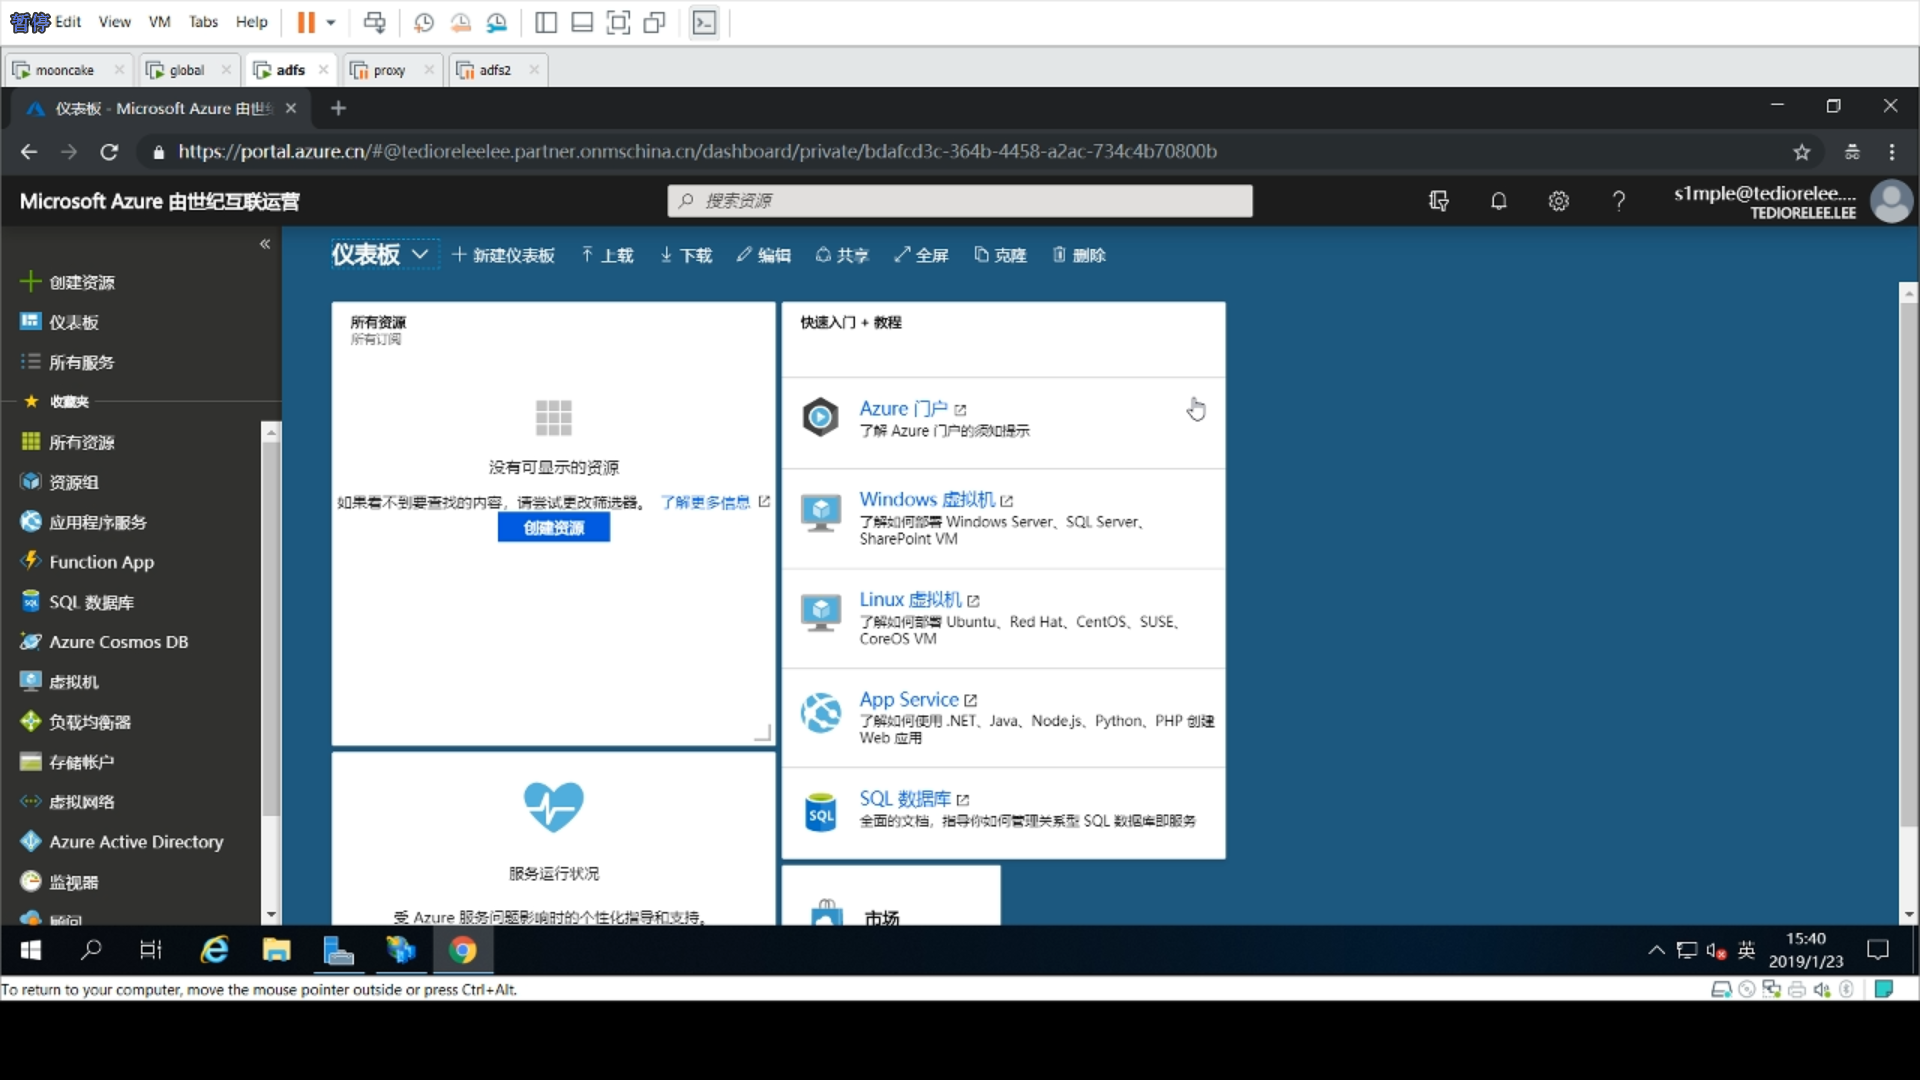 暂停 Edit View VM Tabs Help
mooncake global adfs proxy adfs2
仪表板 - Microsoft Azure 由世纪
https://portal.azure.cn/#@tedioreleelee.partner.onmschina.cn/dashboard/private/bdafcd3c-364b-4458-a2ac-734c4b70800b
Microsoft Azure 由世纪互联运营
搜索资源
s1mple@tediorelee....
TEDIORELEE.LEE
仪表板 新建仪表板 上载 下载 编辑 共享 全屏 克隆 删除
创建资源
仪表板
所有服务
收藏夹
所有资源
资源组
应用程序服务
Function App
SQL 数据库
Azure Cosmos DB
虚拟机
负载均衡器
存储帐户
虚拟网络
Azure Active Directory
监视器
顾问
所有资源
所有订阅
没有可显示的资源
如果看不到要查找的内容，请尝试更改筛选器。 了解更多信息
创建资源
服务运行状况
受 Azure 服务问题影响时的个性化指导和支持。
快速入门 + 教程
Azure 门户
了解 Azure 门户的须知提示
Windows 虚拟机
了解如何部署 Windows Server、SQL Server、
SharePoint VM
Linux 虚拟机
了解如何部署 Ubuntu、Red Hat、CentOS、SUSE、
CoreOS VM
App Service
了解如何使用 .NET、Java、Node.js、Python、PHP 创建
Web 应用
SQL 数据库
SQL
全面的文档，指导你如何管理关系型 SQL 数据库即服务
市场
英
15:40
2019/1/23
To return to your computer, move the mouse pointer outside or press Ctrl+Alt.